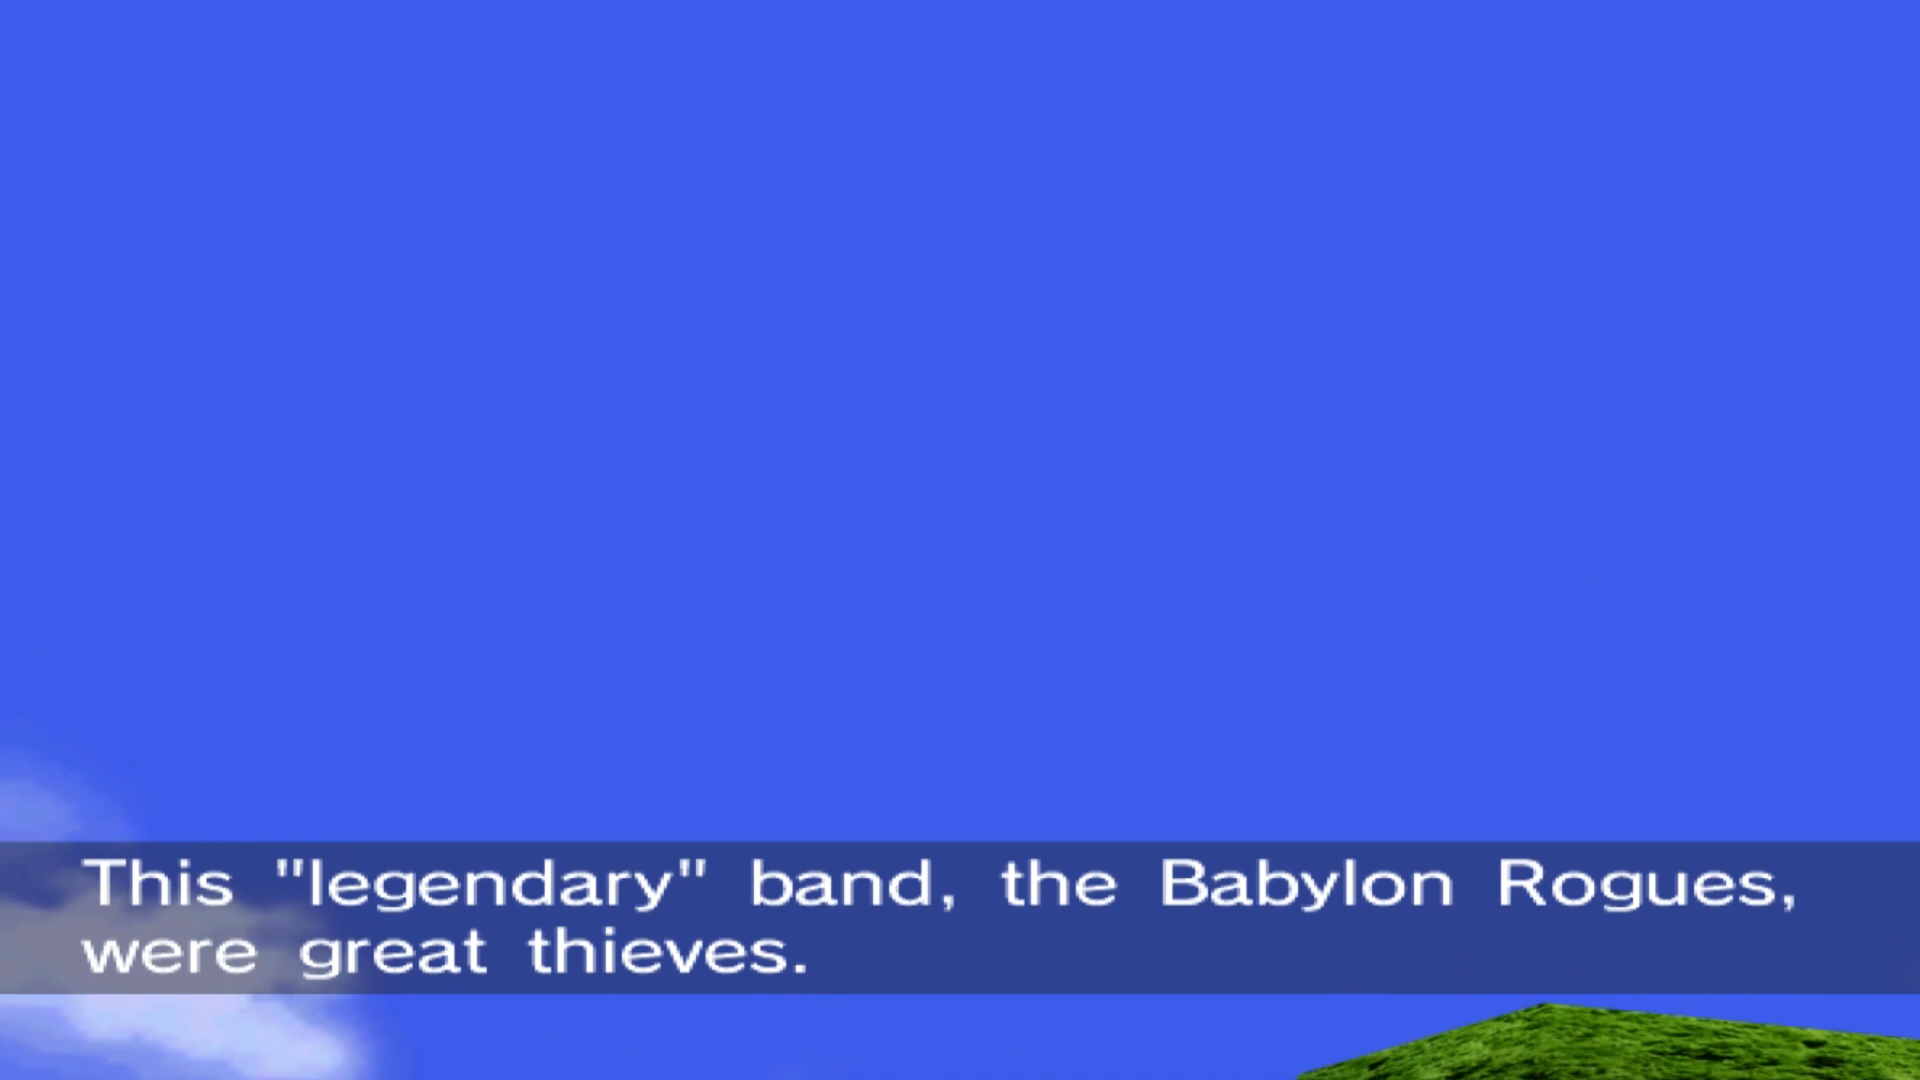 This "legendary" band, the Babylon Rogues,
were great thieves.